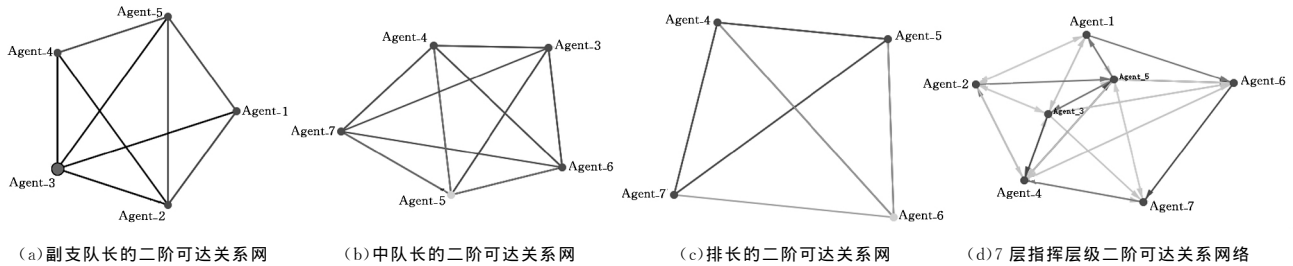 Agent_5
Agent_4
Agent_1
Agent_3
Agent_2
(a)副支队长的二阶可达关系网
Agent_4
Agent_3
Agent_7
Agent_6
Agent_5
(b)中队长的二阶可达关系网
Agent_4
Agent_5
Agent_7
Agent_6
(c)排长的二阶可达关系网
Agent_1
Agent_2
Agent_5
Agent_6
Agent_3
Agent_4
Agent_7
(d)7 层指挥层级二阶可达关系网络